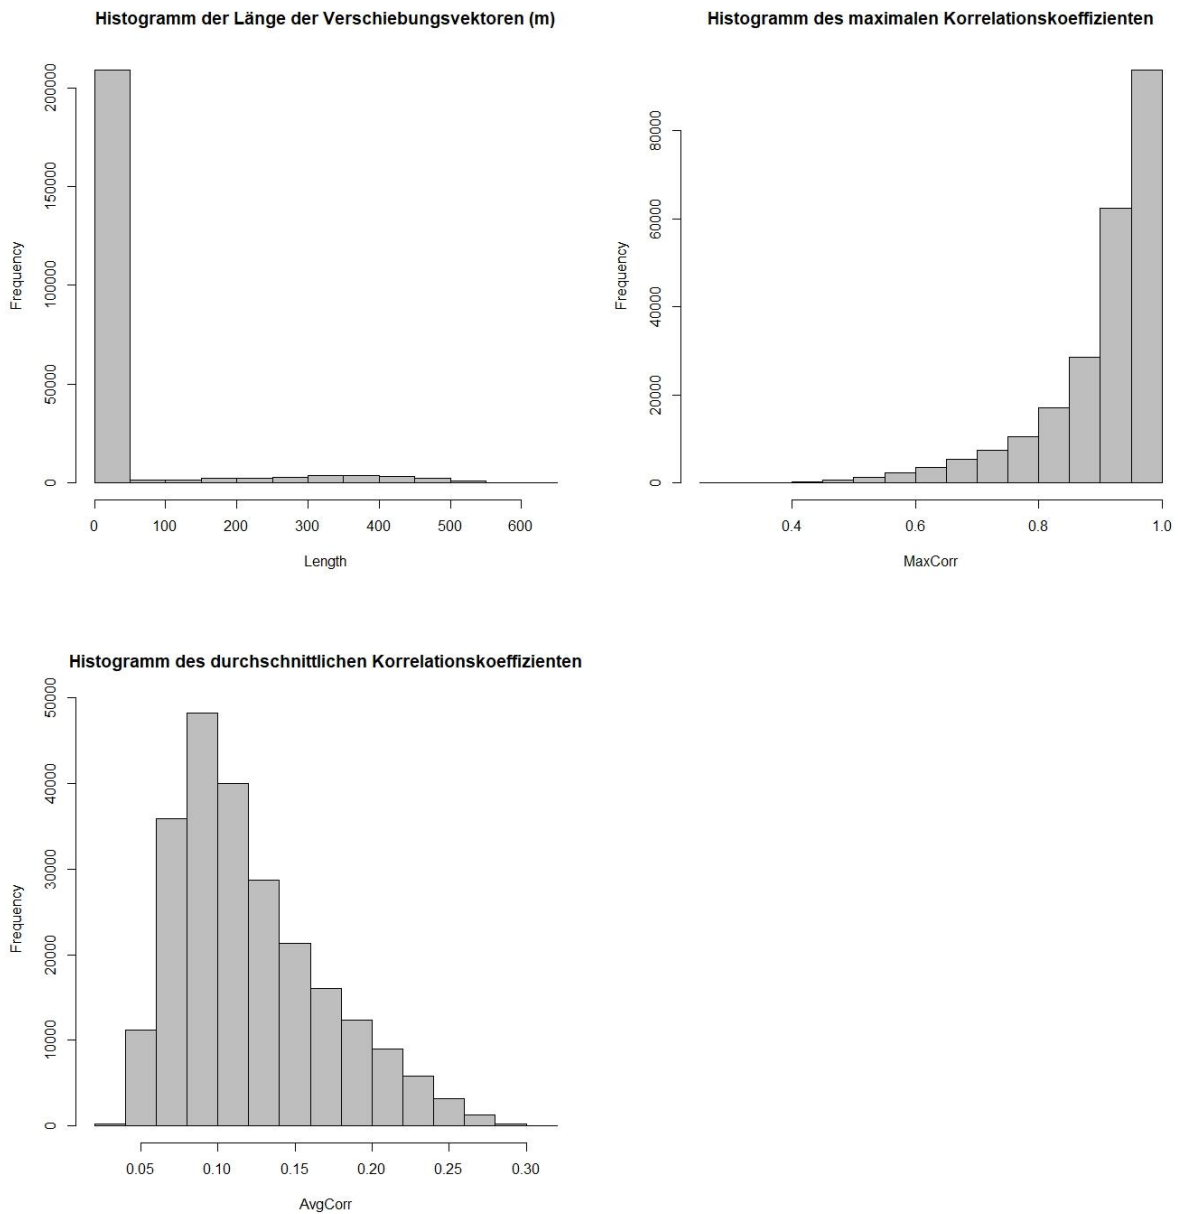 Histogramm der Länge der Verschiebungsvektoren (m)
Frequency
200000
150000
100000
50000
0
0 100 200 300 400 500 600
Length
Histogramm des maximalen Korrelationskoeffizienten
Frequency
80000
60000
40000
20000
0
0.4 0.6 0.8 1.0
MaxCorr
Histogramm des durchschnittlichen Korrelationskoeffizienten
Frequency
50000
40000
30000
20000
10000
0
0.05 0.10 0.15 0.20 0.25 0.30
AvgCorr